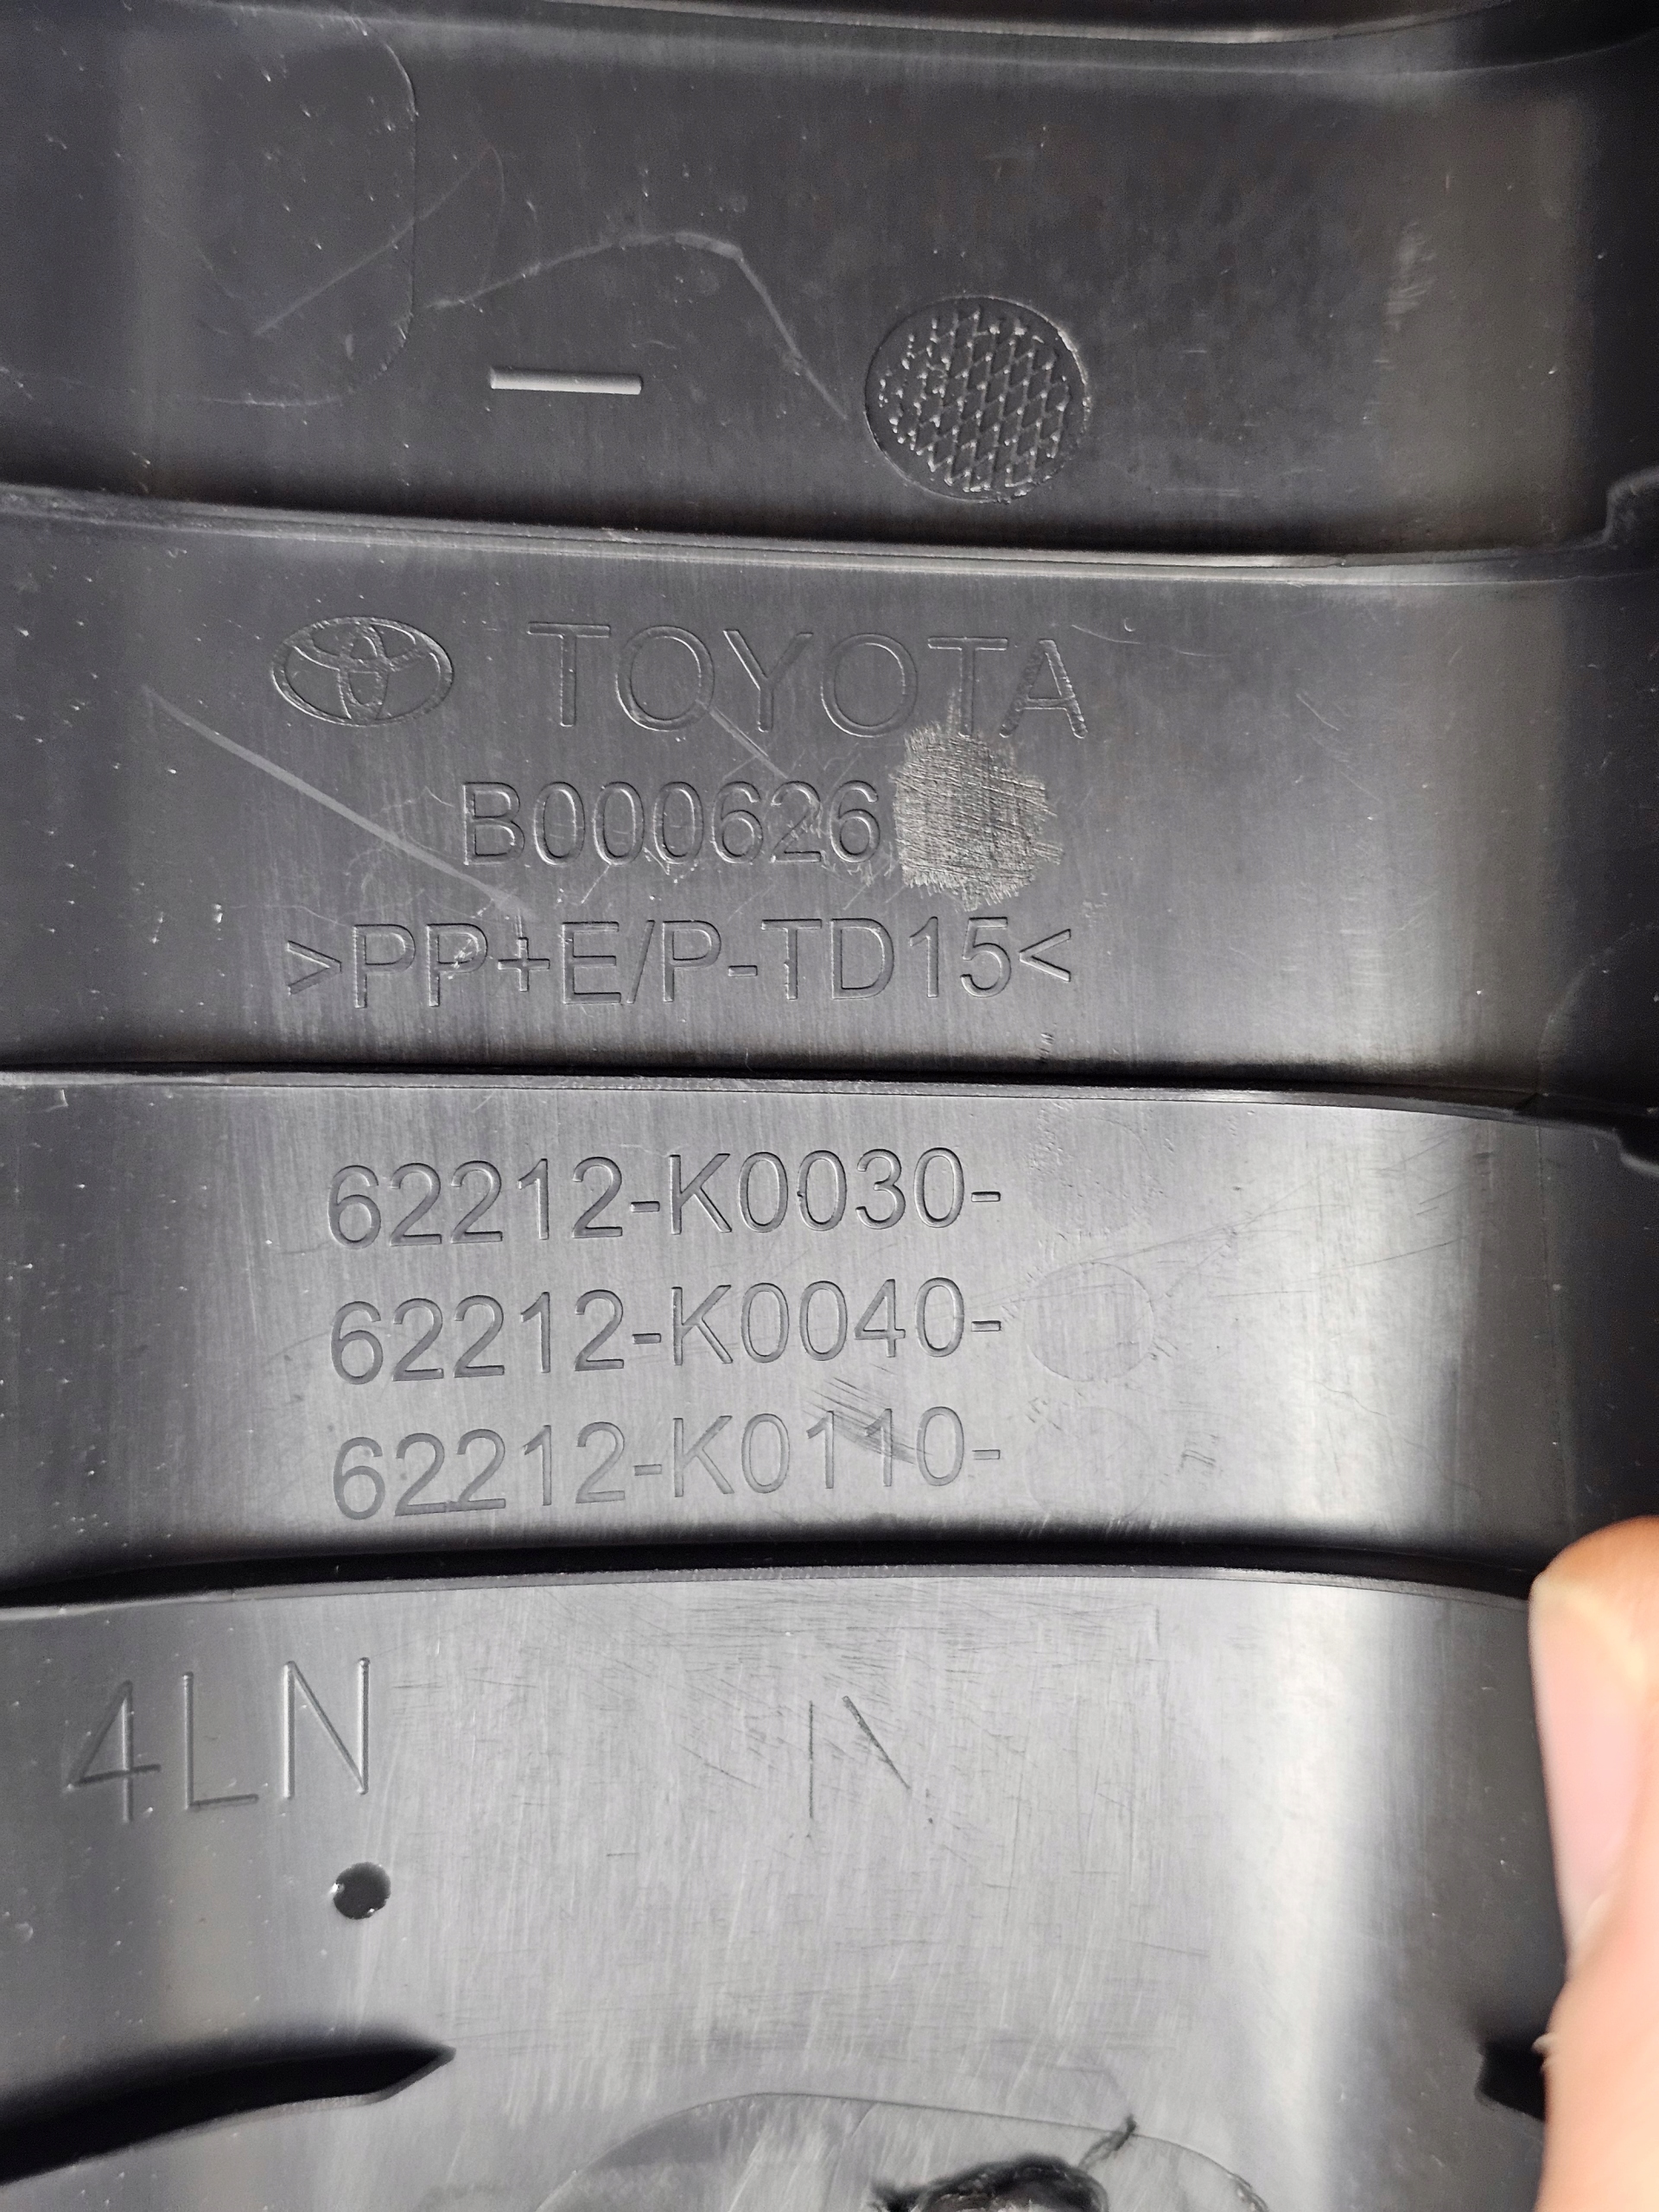 TOYOTA
B000626
>PP+E/P-TD15<
62212-K0030-
62212-K0040-
62212-K0110-
4LN